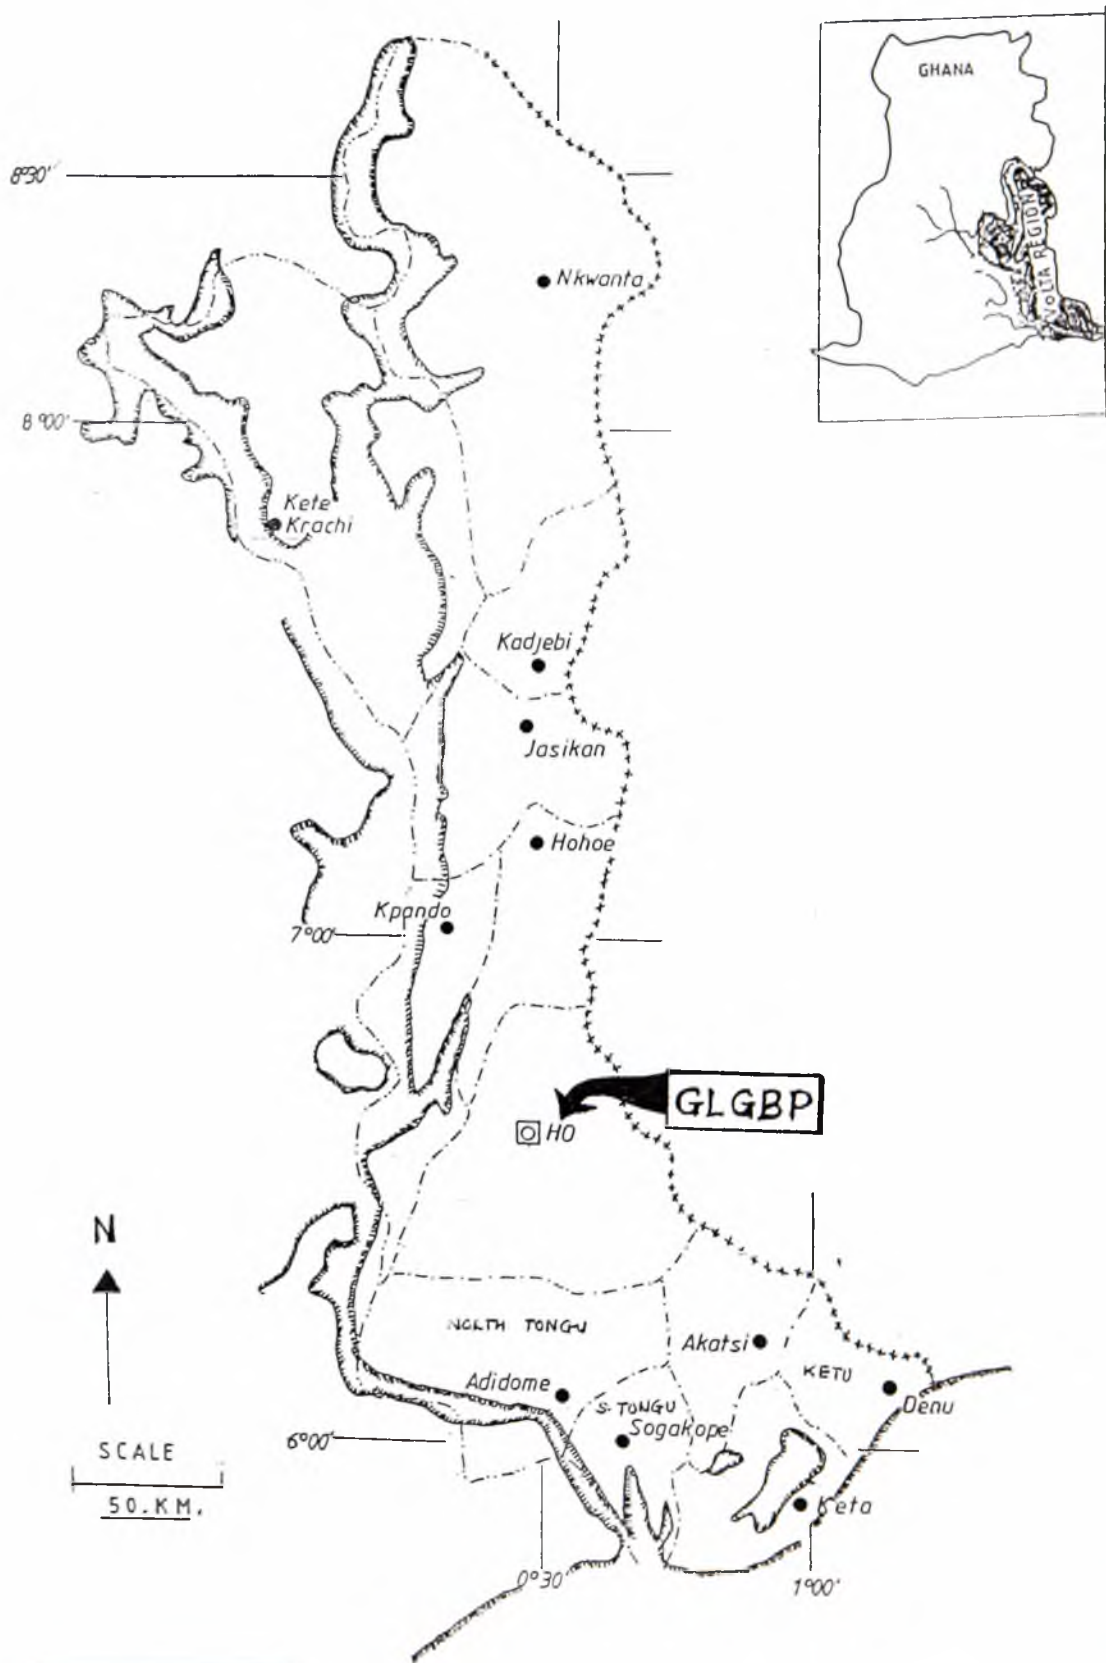 GHANA
VOLTA REGION
8°30'
Nkwanta
8°00'
Kete
Krachi
Kadjebi
Jasikan
Hohoe
Kpando
7°00'
GLGBP
HO
N
NORTH TONGU
Akatsi
KETU
Adidome
Denu
S. TONGU
Sogakope
6°00'
SCALE
50.KM.
Keta
0°30'
1°00'